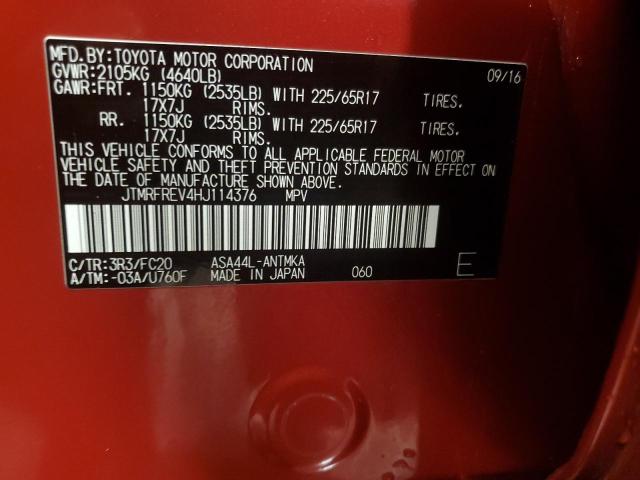 MFD.BY:TOYOTA MOTOR CORPORATION 09/16
GVWR:2105KG (4640LB)
GAWR:FRT. 1150KG (2535LB) WITH 225/65R17 TIRES.
17X7J RIMS.
RR. 1150KG (2535LB) WITH 225/65R17 TIRES.
17X7J RIMS.
THIS VEHICLE CONFORMS TO ALL APPLICABLE FEDERAL MOTOR
VEHICLE SAFETY AND THEFT PREVENTION STANDARDS IN EFFECT ON
THE DATE OF MANUFACTURE SHOWN ABOVE.
JTMRFREV4HJ114376 MPV
C/TR:3R3/FC20 ASA44L-ANTMKA
A/TM:-03A/U760F MADE IN JAPAN 060 E